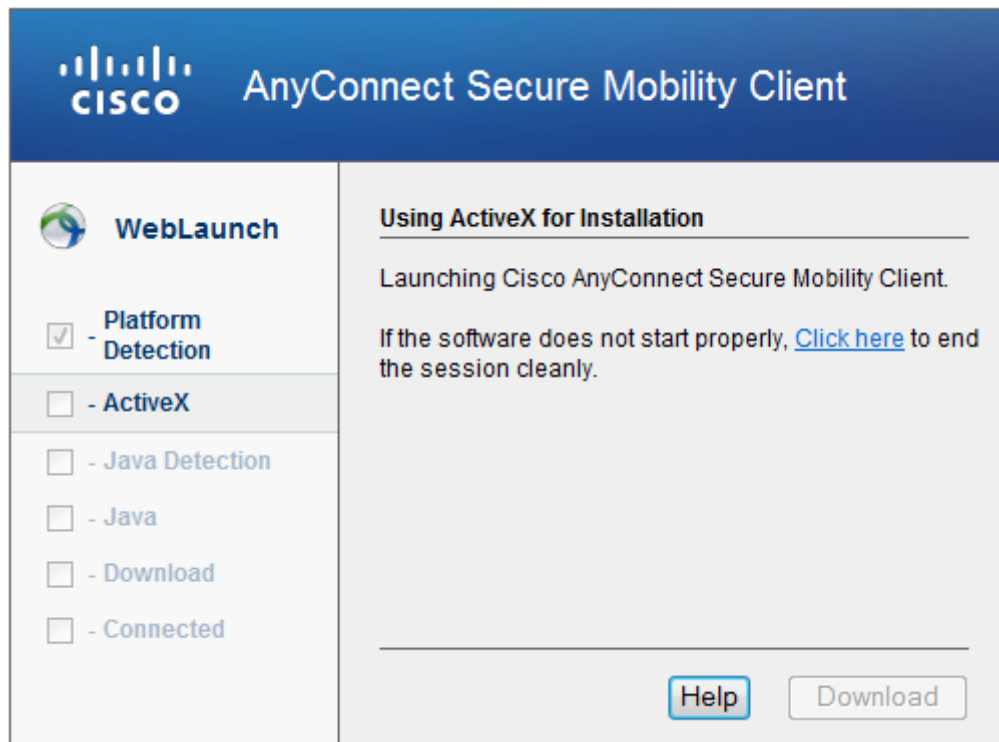 CISCO
AnyConnect Secure Mobility Client
WebLaunch
- Platform
Detection
- ActiveX
- Java Detection
- Java
- Download
- Connected
Using ActiveX for Installation
Launching Cisco AnyConnect Secure Mobility Client.
If the software does not start properly, Click here to end
the session cleanly.
Help
Download